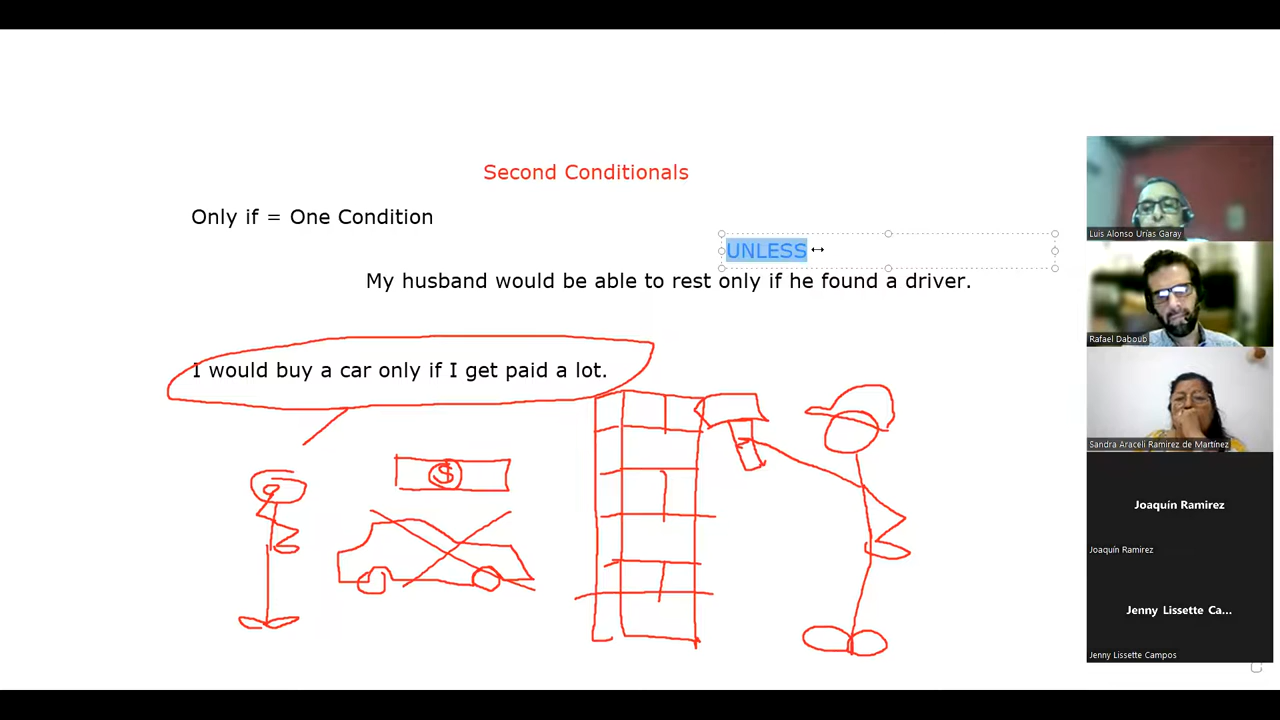 Second Conditionals
Only if = One Condition
UNLESS
My husband would be able to rest only if he found a driver.
I would buy a car only if I get paid a lot.
$
Luis Alonso Urías Garay
Rafael Daboub
Sandra Araceli Ramirez de Martínez
Joaquín Ramirez
Joaquín Ramirez
Jenny Lissette Ca...
Jenny Lissette Campos